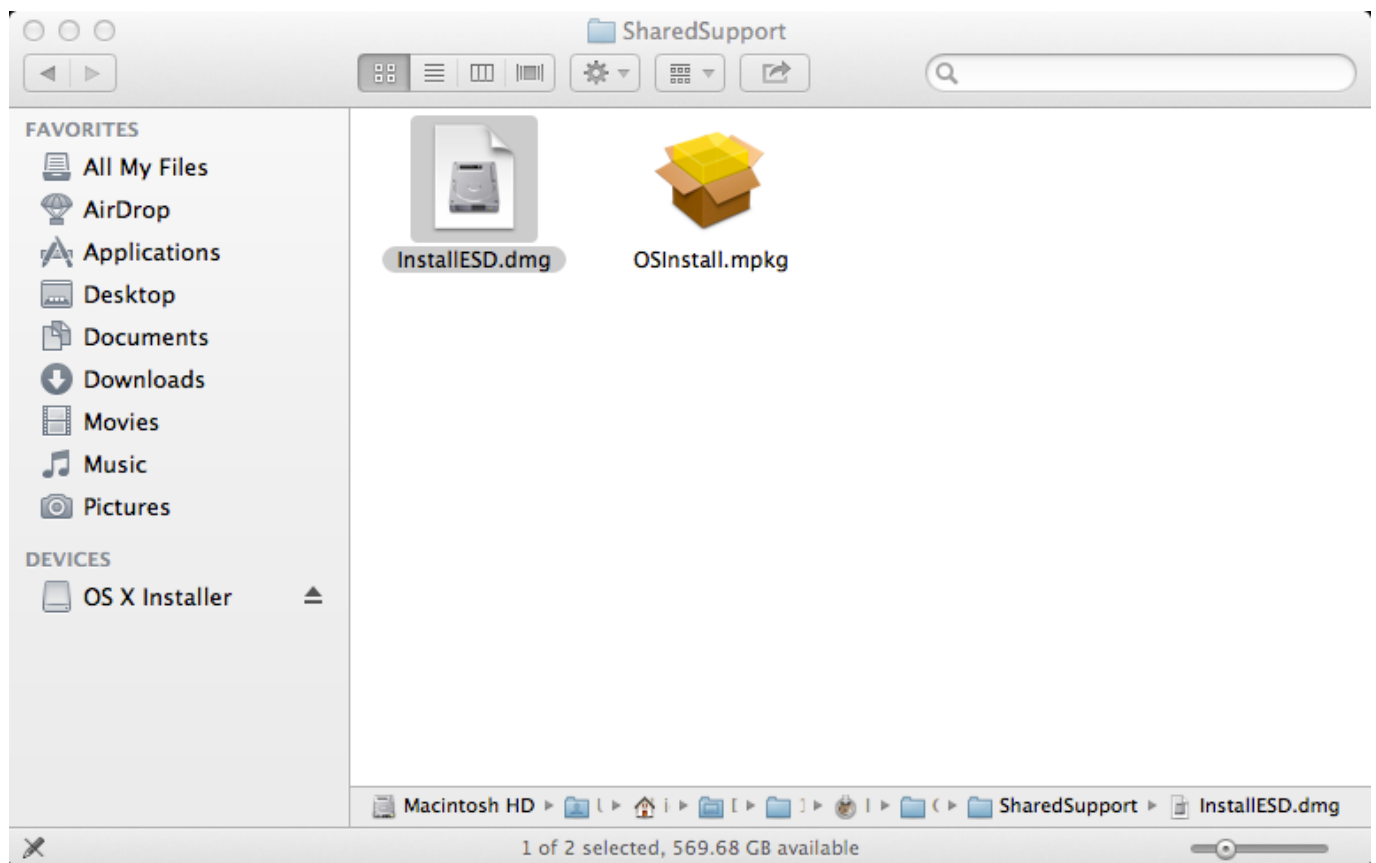 SharedSupport
FAVORITES
All My Files
AirDrop
Applications
Desktop
Documents
Downloads
Movies
Music
Pictures
DEVICES
OS X Installer
InstallESD.dmg
OSInstall.mpkg
Macintosh HD SharedSupport InstallESD.dmg
1 of 2 selected, 569.68 GB available